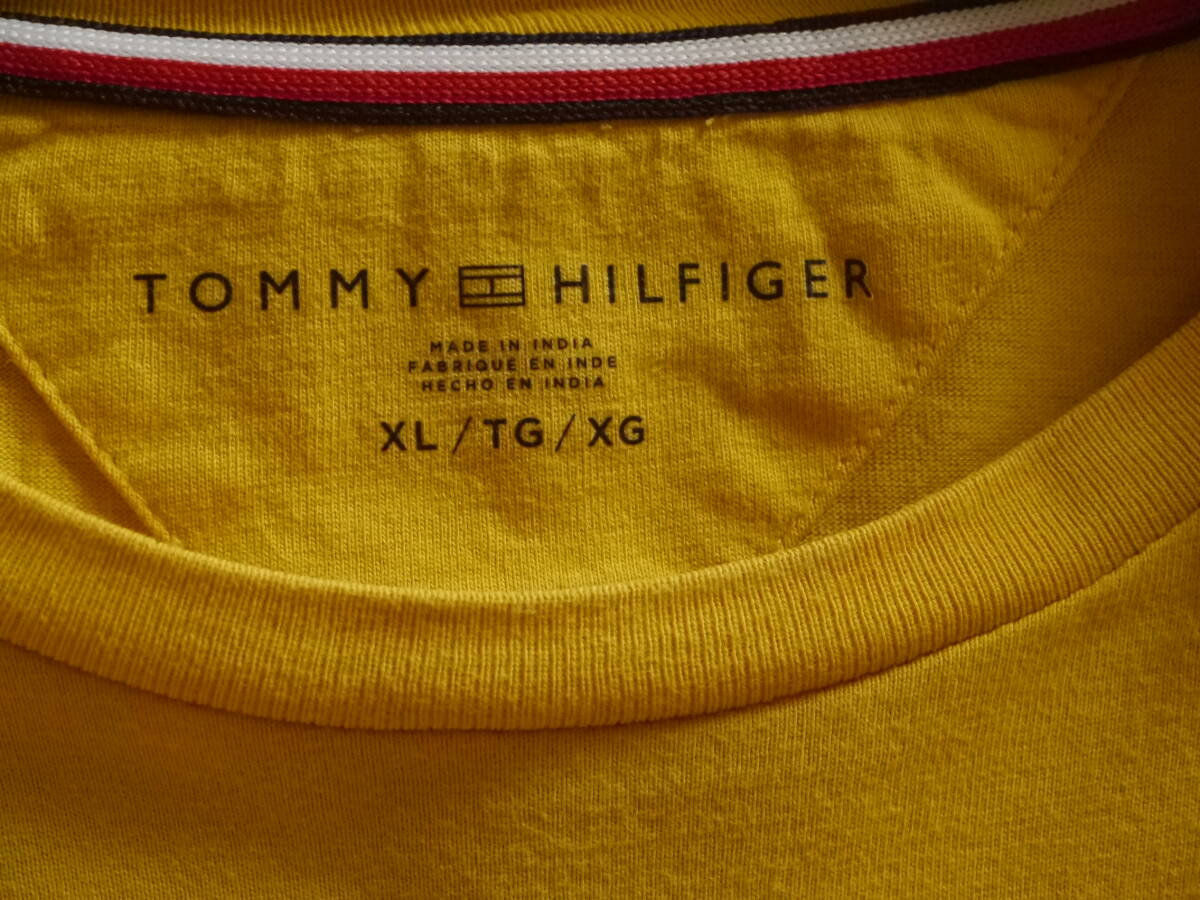 TOMMY HILFIGER
MADE IN INDIA
FABRIQUE EN INDE
HECHO EN INDIA
XL/TG/XG